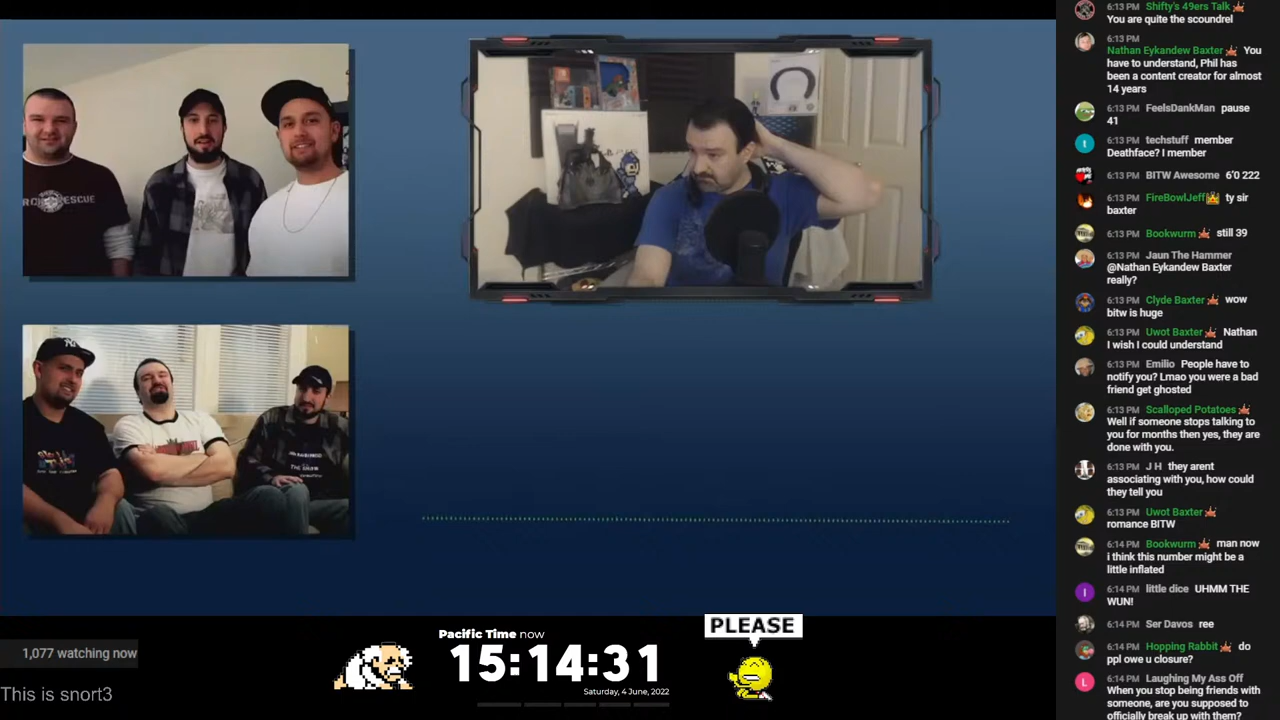 RESCUE
PLEASE
Pacific Time now
15:14:31
Saturday, 4 June, 2022
1,077 watching now
This is snort3
6:13 PM Shifty's 49ers Talk
You are quite the scoundrel
6:13 PM
Nathan Eykandew Baxter You
have to understand, Phil has
been a content creator for almost
14 years
6:13 PM FeelsDankMan pause
41
6:13 PM techstuff member
Deathface? I member
6:13 PM BITW Awesome 6'0 222
6:13 PM FireBowlJeff ty sir
baxter
6:13 PM Bookwurm still 39
6:13 PM Jaun The Hammer
@Nathan Eykandew Baxter
really?
6:13 PM Clyde Baxter wow
bitw is huge
6:13 PM Uwot Baxter Nathan
I wish I could understand
6:13 PM Emilio People have to
notify you? Lmao you were a bad
friend get ghosted
6:13 PM Scalloped Potatoes
Well if someone stops talking to
you for months then yes, they are
done with you.
6:13 PM J H they arent
associating with you, how could
they tell you
6:13 PM Uwot Baxter
romance BITW
6:14 PM Bookwurm man now
i think this number might be a
little inflated
6:14 PM little dice UHMM THE
WUN!
6:14 PM Ser Davos ree
6:14 PM Hopping Rabbit do
ppl owe u closure?
6:14 PM Laughing My Ass Off
When you stop being friends with
someone, are you supposed to
officially break up with them?